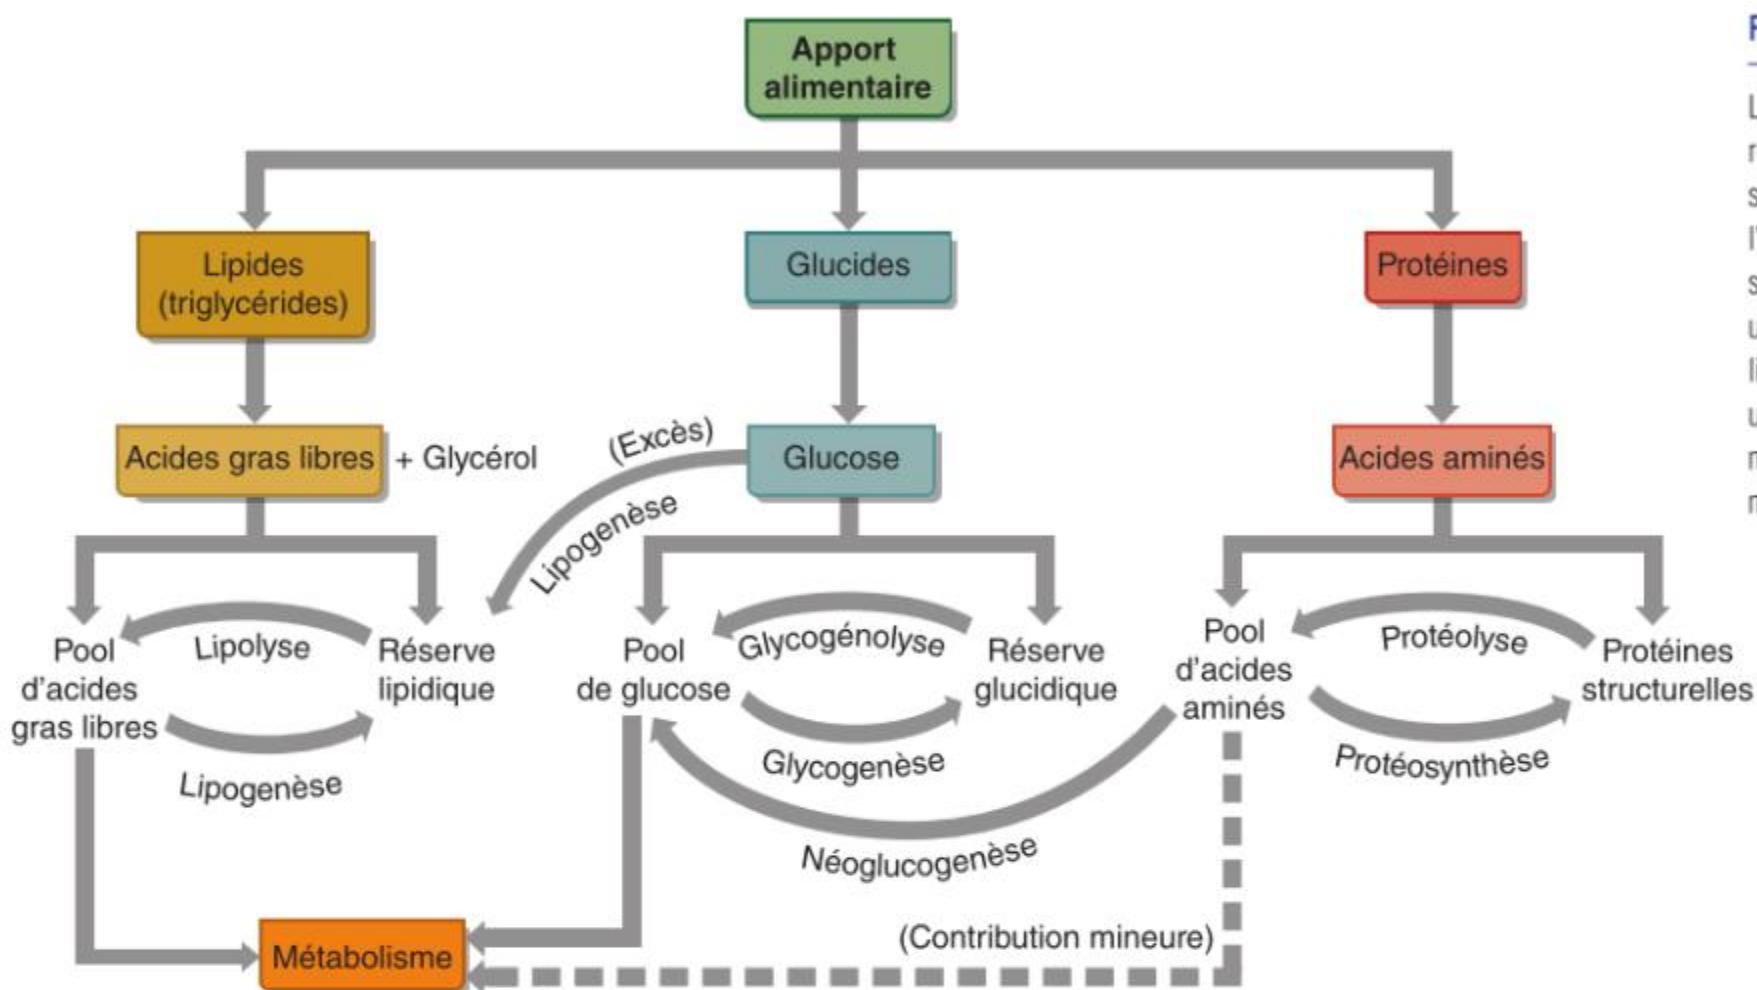 Apport
alimentaire
Lipides
(triglycérides)
Glucides
Protéines
Acides gras libres + Glycérol
(Excès)
Lipogenèse
Glucose
Acides aminés
Pool
d'acides
gras libres
Lipolyse
Réserve
lipidique
Lipogenèse
Pool
de glucose
Glycogénolyse
Réserve
glucidique
Glycogenèse
Pool
d'acides
aminés
Protéolyse
Protéines
structurelles
Protéosynthèse
Néoglucogenèse
(Contribution mineure)
Métabolisme